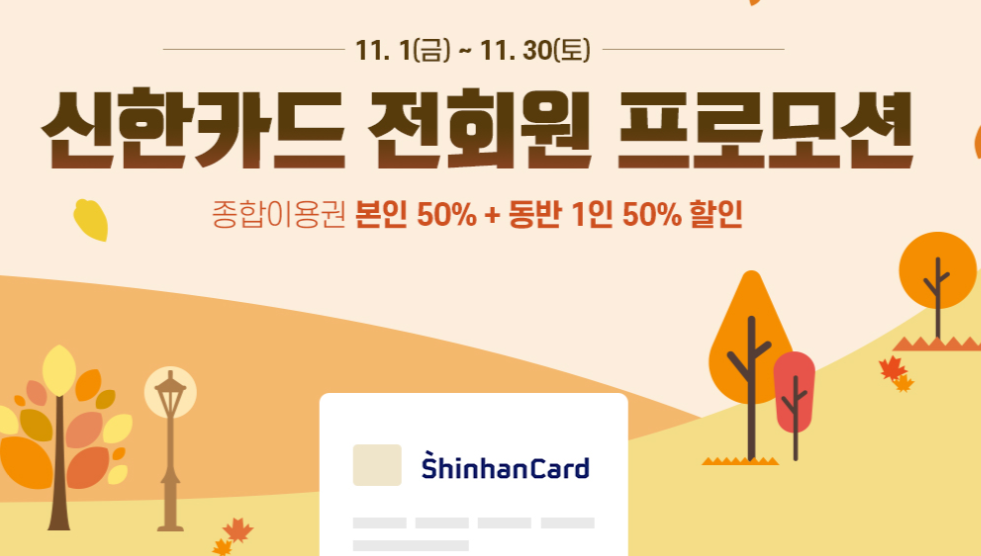 11. 1(금) ~ 11. 30(토)
신한카드 전회원 프로모션
종합이용권 본인 50% + 동반 1인 50% 할인
ShinhanCard